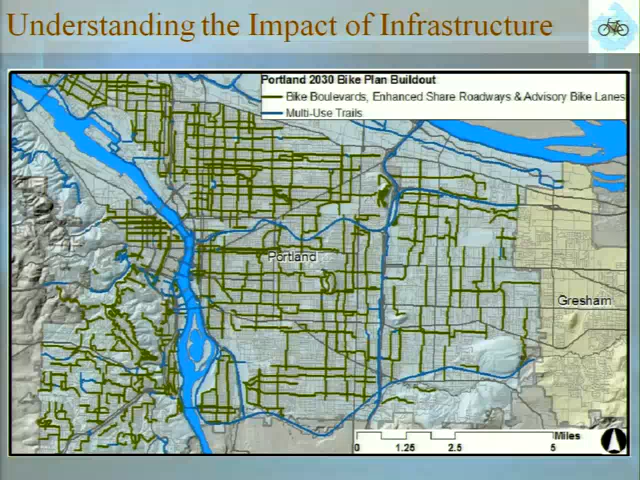 Understanding the Impact of Infrastructure
Portland 2030 Bike Plan Buildout
Bike Boulevards, Enhanced Share Roadways & Advisory Bike Lanes
Multi-Use Trails
Portland
Gresham
Miles
0 1.25 2.5 5